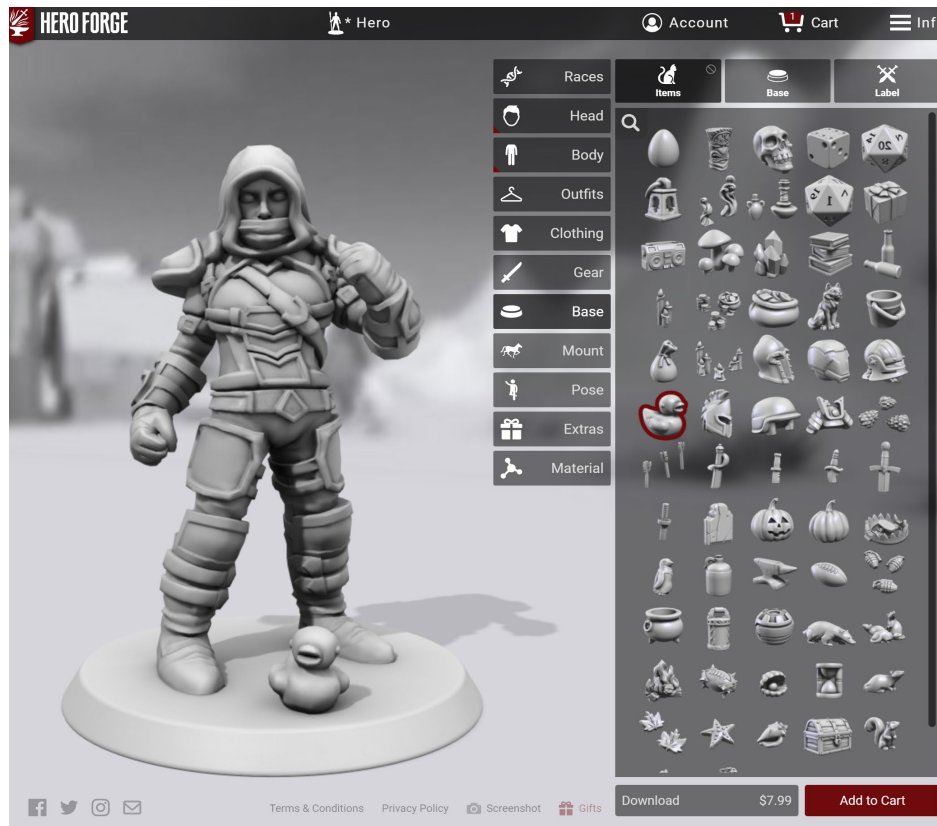 HERO FORGE
* Hero
Account
1
Cart
Inf
Races
Head
Body
Outfits
Clothing
Gear
Base
Mount
Pose
Extras
Material
Items
Base
Label
20
1
Terms & Conditions
Privacy Policy
Screenshot
Gifts
Download
$7.99
Add to Cart